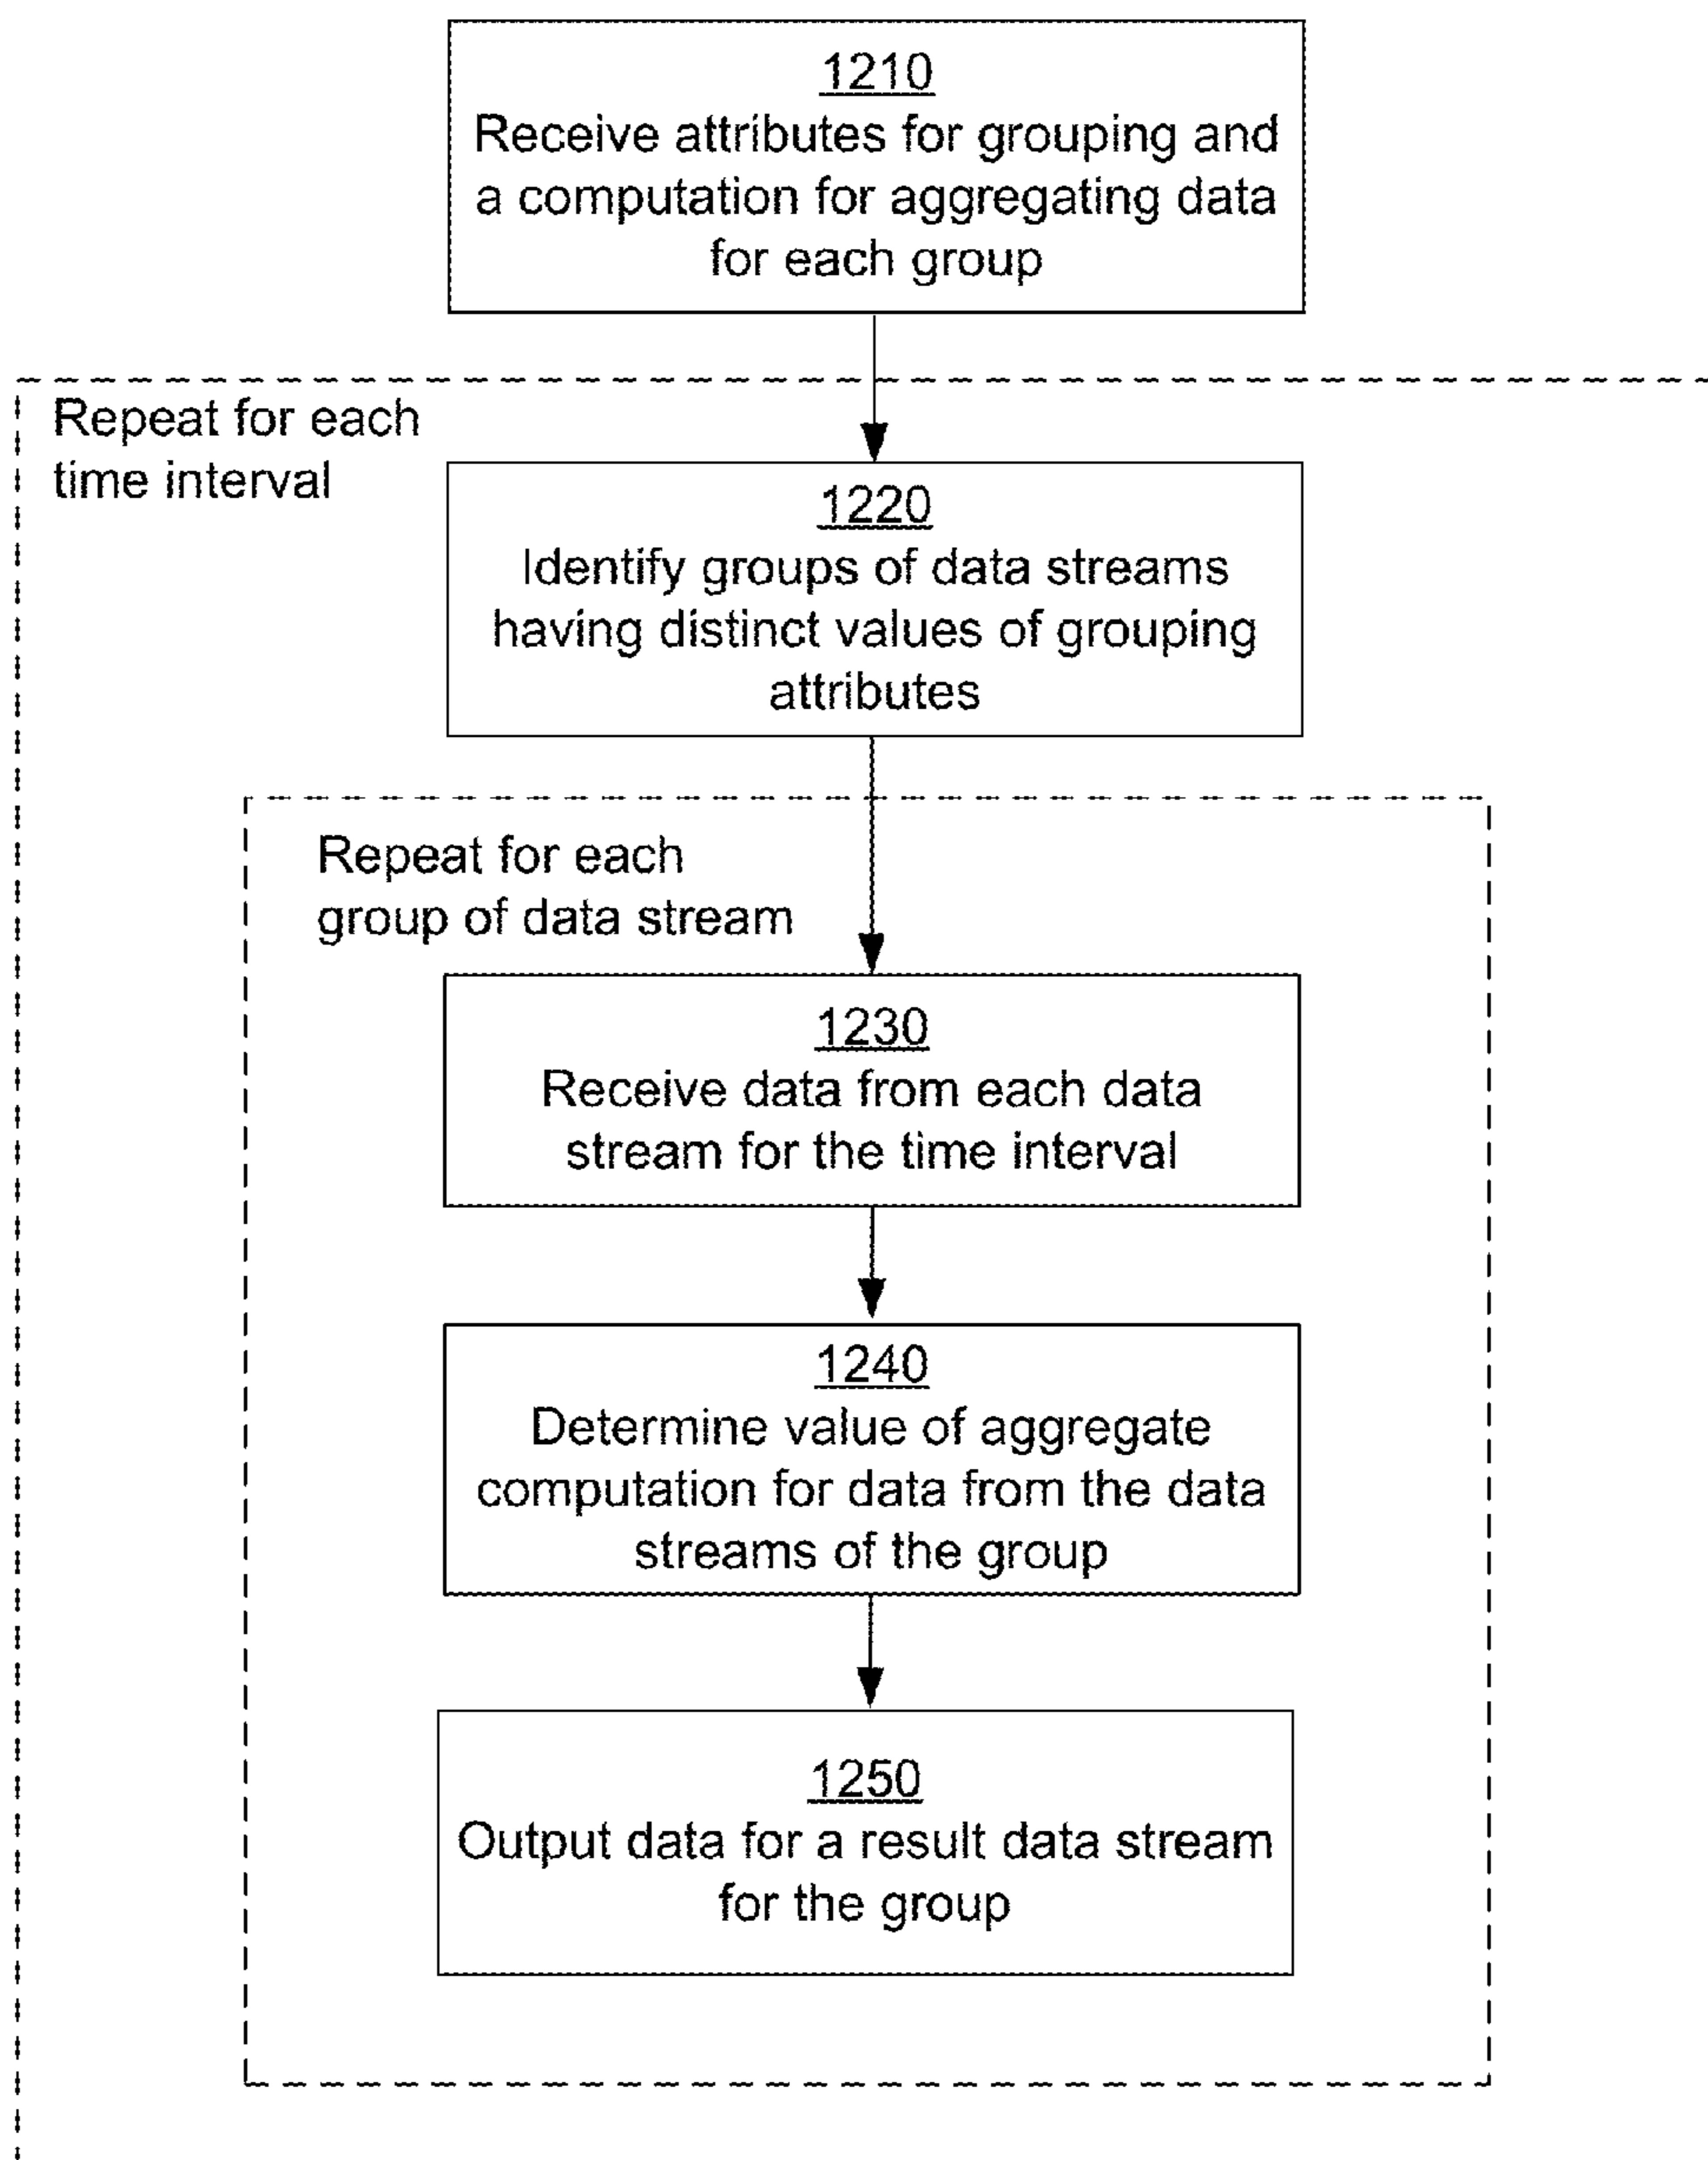 1210
Receive attributes for grouping and
a computation for aggregating data
for each group
Repeat for each
time interval
1220
Identify groups of data streams
having distinct values of grouping
attributes
Repeat for each
group of data stream
1230
Receive data from each data
stream for the time interval
1240
Determine value of aggregate
computation for data from the data
streams of the group
1250
Output data for a result data stream
for the group